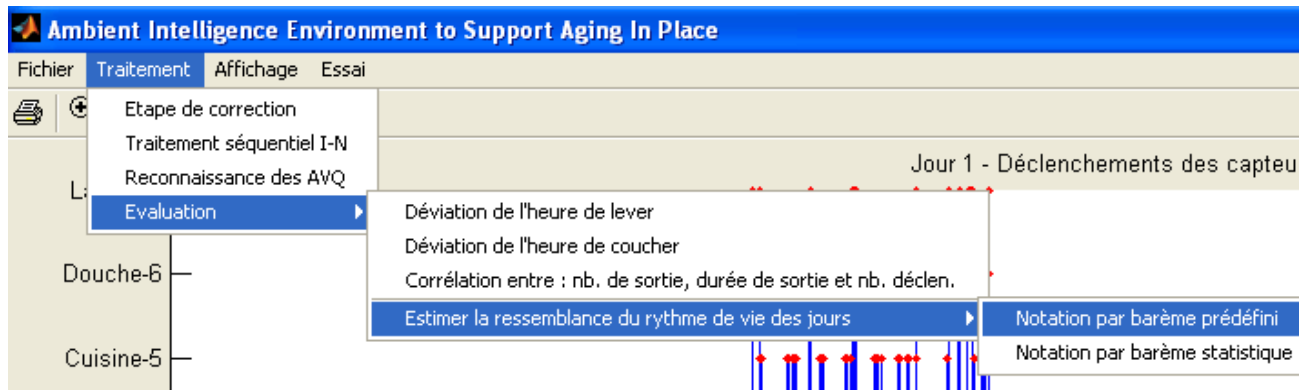 Ambient Intelligence Environment to Support Aging In Place
Fichier Traitement Affichage Essai
Etape de correction
Traitement séquentiel I-N
Reconnaissance des AVQ
Evaluation
Jour 1 - Déclenchements des capteu
Déviation de l'heure de lever
Déviation de l'heure de coucher
Corrélation entre : nb. de sortie, durée de sortie et nb. déclen.
Estimer la ressemblance du rythme de vie des jours
Notation par barème prédéfini
Notation par barème statistique
Douche-6
Cuisine-5